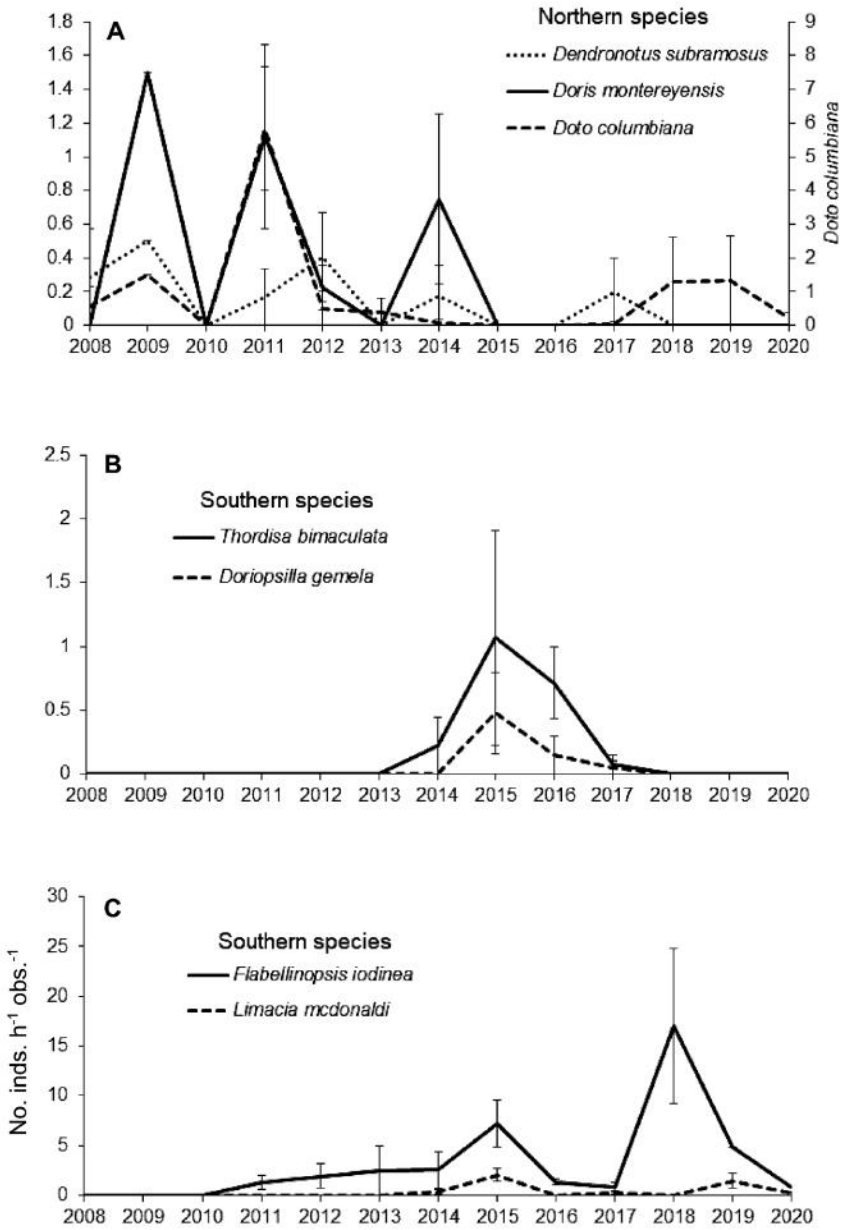 A
Northern species
Dendronotus subramosus
Doris montereyensis
Doto columbiana
1.8
1.6
1.4
1.2
1
0.8
0.6
0.4
0.2
0
9
8
7
6
5
4
3
2
1
0
Doto columbiana
2008 2009 2010 2011 2012 2013 2014 2015 2016 2017 2018 2019 2020
B
Southern species
Thordisa bimaculata
Doriopsilla gemela
2.5
2
1.5
1
0.5
0
2008 2009 2010 2011 2012 2013 2014 2015 2016 2017 2018 2019 2020
C
Southern species
Flabellinopsis iodinea
Limacia mcdonaldi
No. inds. h⁻¹ obs.⁻¹
30
25
20
15
10
5
0
2008 2009 2010 2011 2012 2013 2014 2015 2016 2017 2018 2019 2020